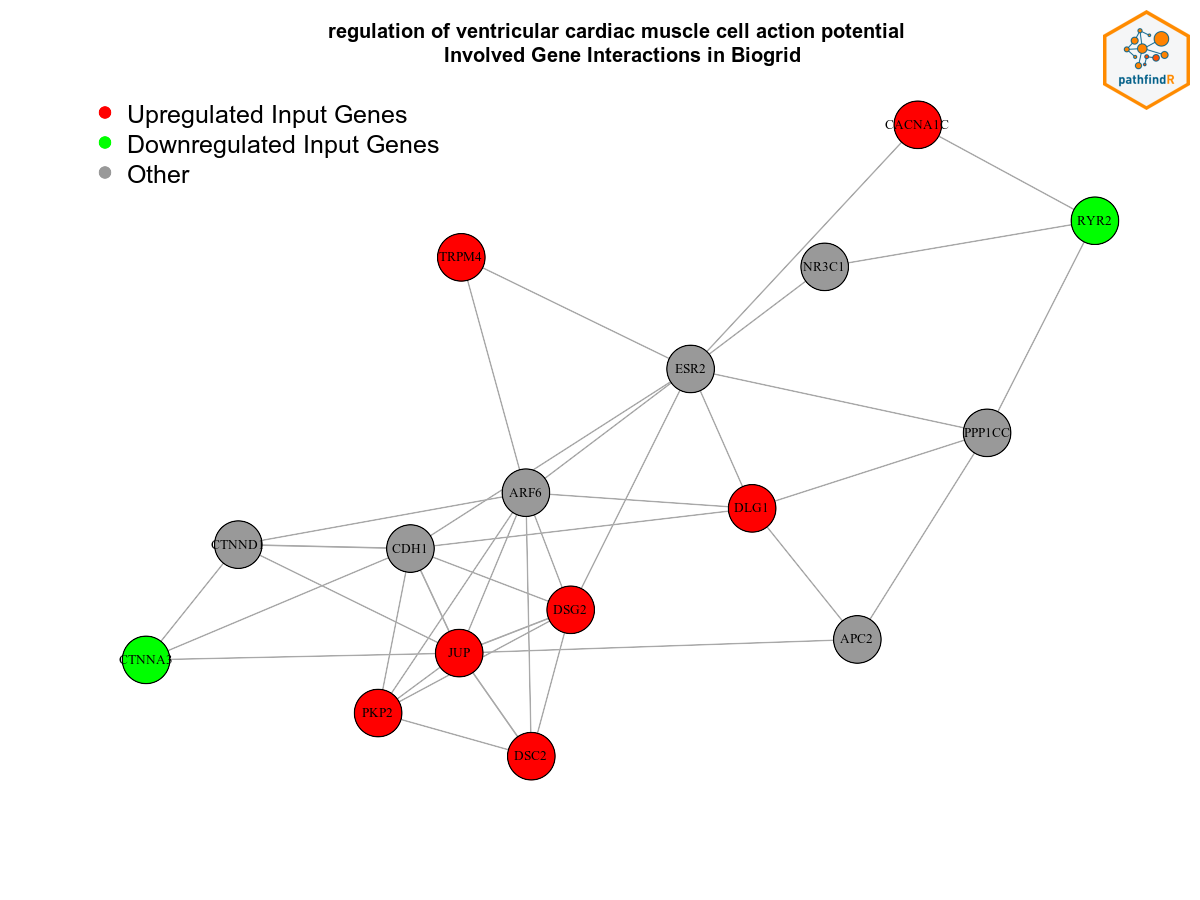 regulation of ventricular cardiac muscle cell action potential
Involved Gene Interactions in Biogrid
pathfindR
Upregulated Input Genes
Downregulated Input Genes
Other
CACNA1C
RYR2
TRPM4
NR3C1
ESR2
PPP1CC
ARF6
DLG1
CTNND
CDH1
DSG2
APC2
JUP
CTNNA3
PKP2
DSC2